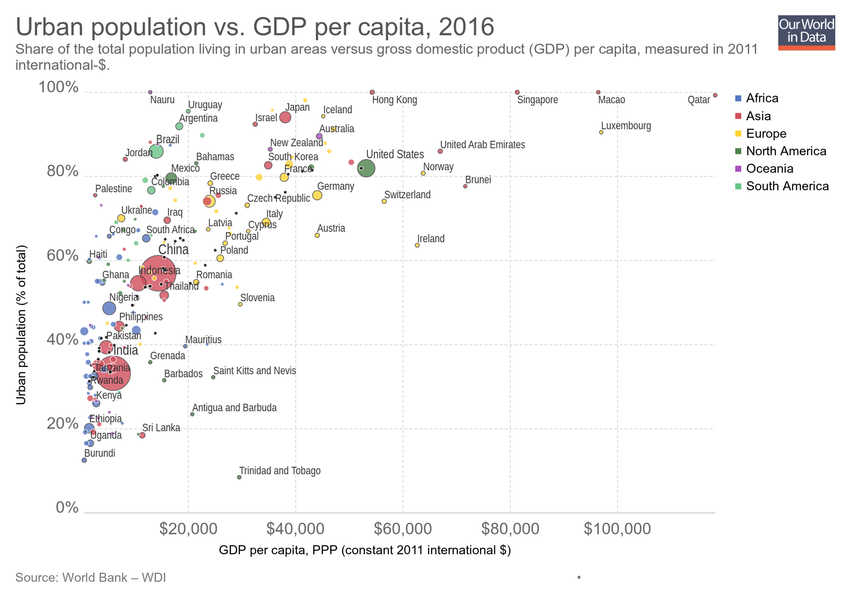 Urban population vs. GDP per capita, 2016
Our World
in Data
Share of the total population living in urban areas versus gross domestic product (GDP) per capita, measured in 2011
international-$.
100%
Nauru
Uruguay
Argentina
Israel
Japan
Iceland
Hong Kong
Singapore
Macao
Qatar
Africa
Asia
Europe
North America
Oceania
South America
Australia
Luxembourg
Brazil
Jordan
New Zealand
South Korea
United States
United Arab Emirates
Bahamas
80%
Mexico
France
Norway
Colombia
Greece
Brunei
Palestine
Russia
Czech Republic
Germany
Switzerland
Ukraine
Iraq
Italy
Congo
South Africa
Latvia
Cyprus
Portugal
Austria
Ireland
60%
Haiti
China
Poland
Ghana
Indonesia
Romania
Thailand
Nigeria
Slovenia
Philippines
40%
Pakistan
India
Mauritius
Grenada
Tanzania
Rwanda
Barbados
Saint Kitts and Nevis
Kenya
Antigua and Barbuda
20%
Ethiopia
Uganda
Sri Lanka
Burundi
Trinidad and Tobago
0%
Urban population (% of total)
$20,000
$40,000
$60,000
$80,000
$100,000
GDP per capita, PPP (constant 2011 international $)
Source: World Bank – WDI